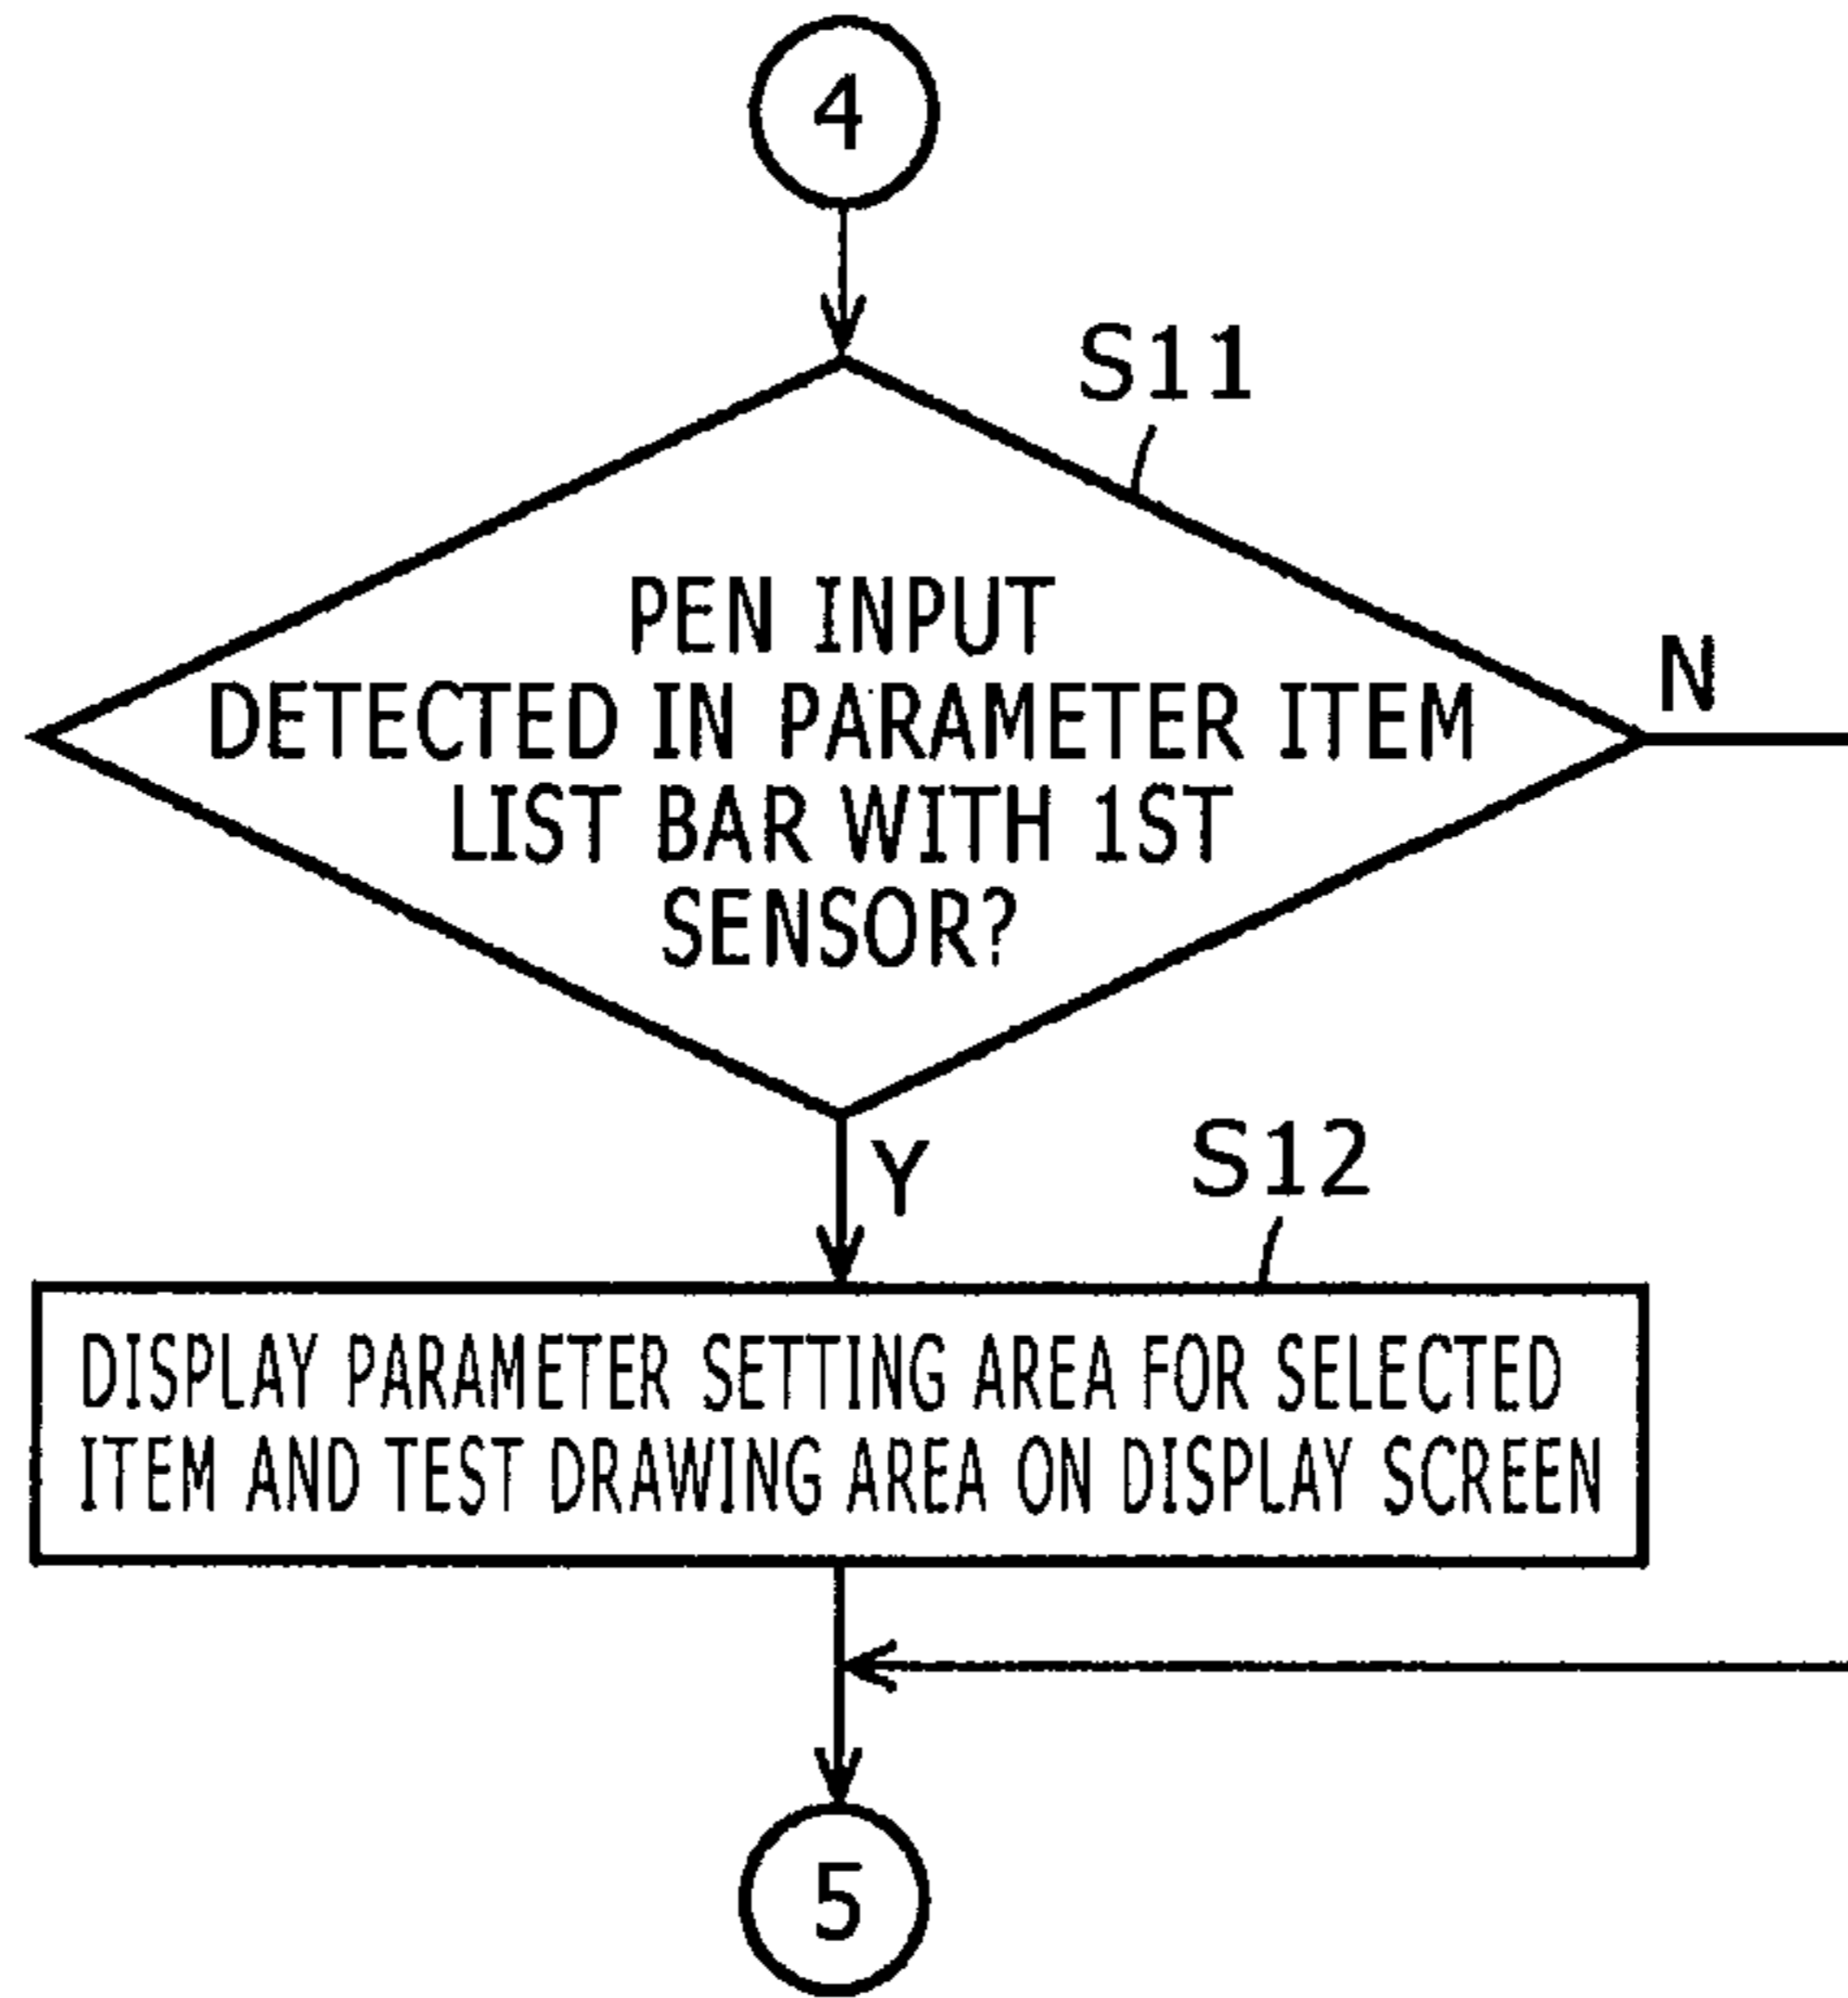 4
S11
PEN INPUT
DETECTED IN PARAMETER ITEM
LIST BAR WITH 1ST
SENSOR?
N
Y
S12
DISPLAY PARAMETER SETTING AREA FOR SELECTED
ITEM AND TEST DRAWING AREA ON DISPLAY SCREEN
5